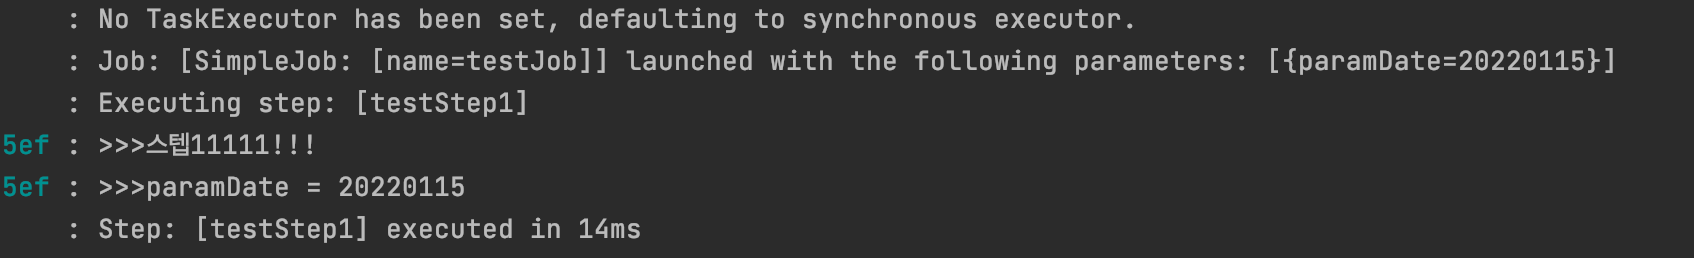 : No TaskExecutor has been set, defaulting to synchronous executor.
: Job: [SimpleJob: [name=testJob]] launched with the following parameters: [{paramDate=20220115}]
: Executing step: [testStep1]
5ef : >>>스텝11111!!!
5ef : >>>paramDate = 20220115
: Step: [testStep1] executed in 14ms